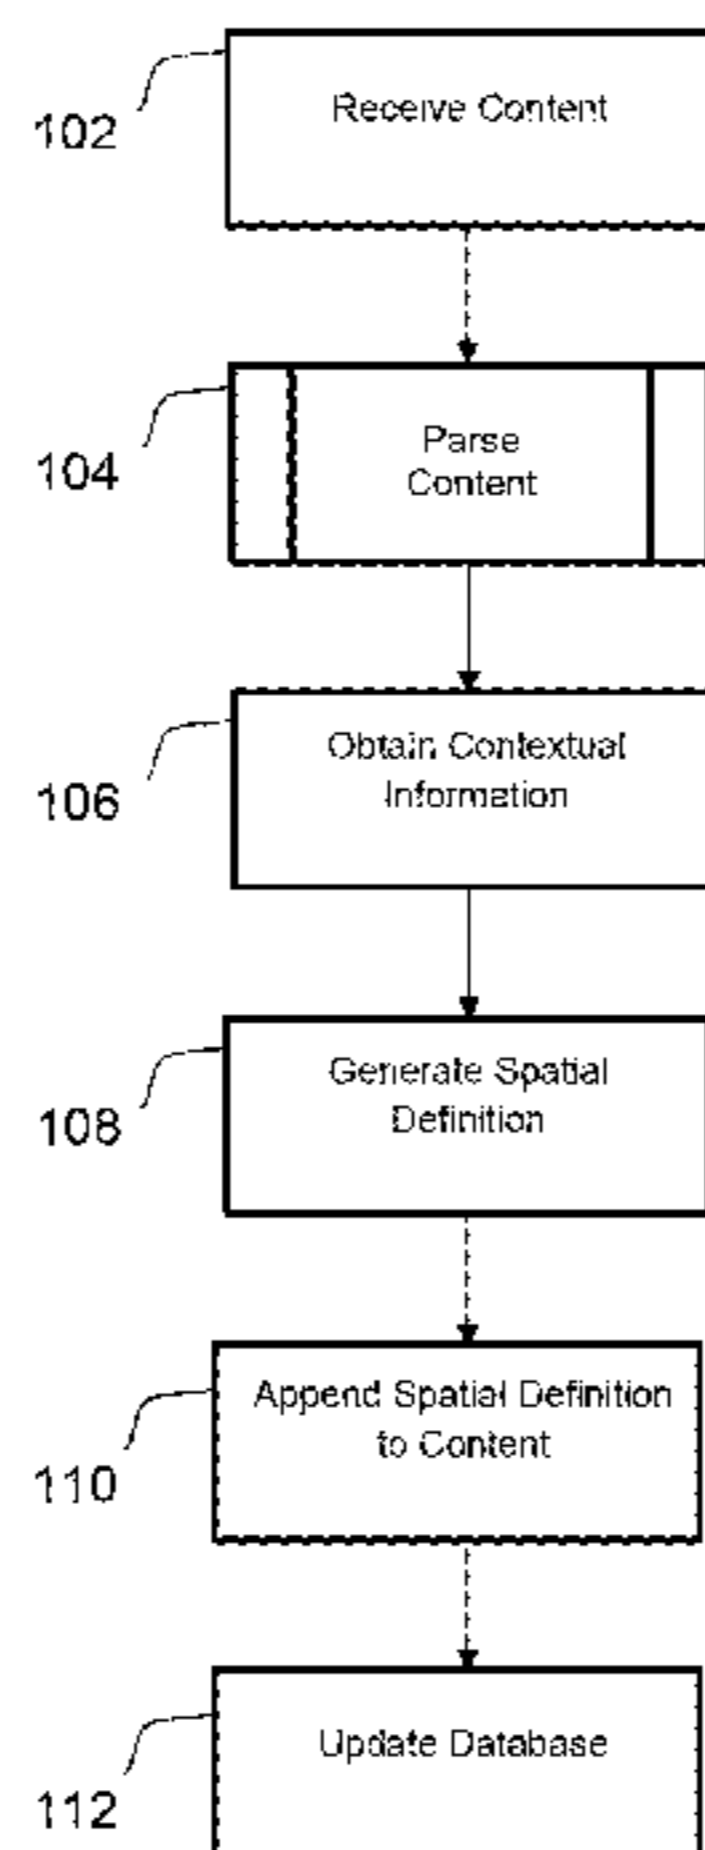 Receive Content
102
Parse
Content
104
Obtain Contextual
Information
106
Generate Spatial
Definition
108
Append Spatial Definition
to Content
110
Update Database
112